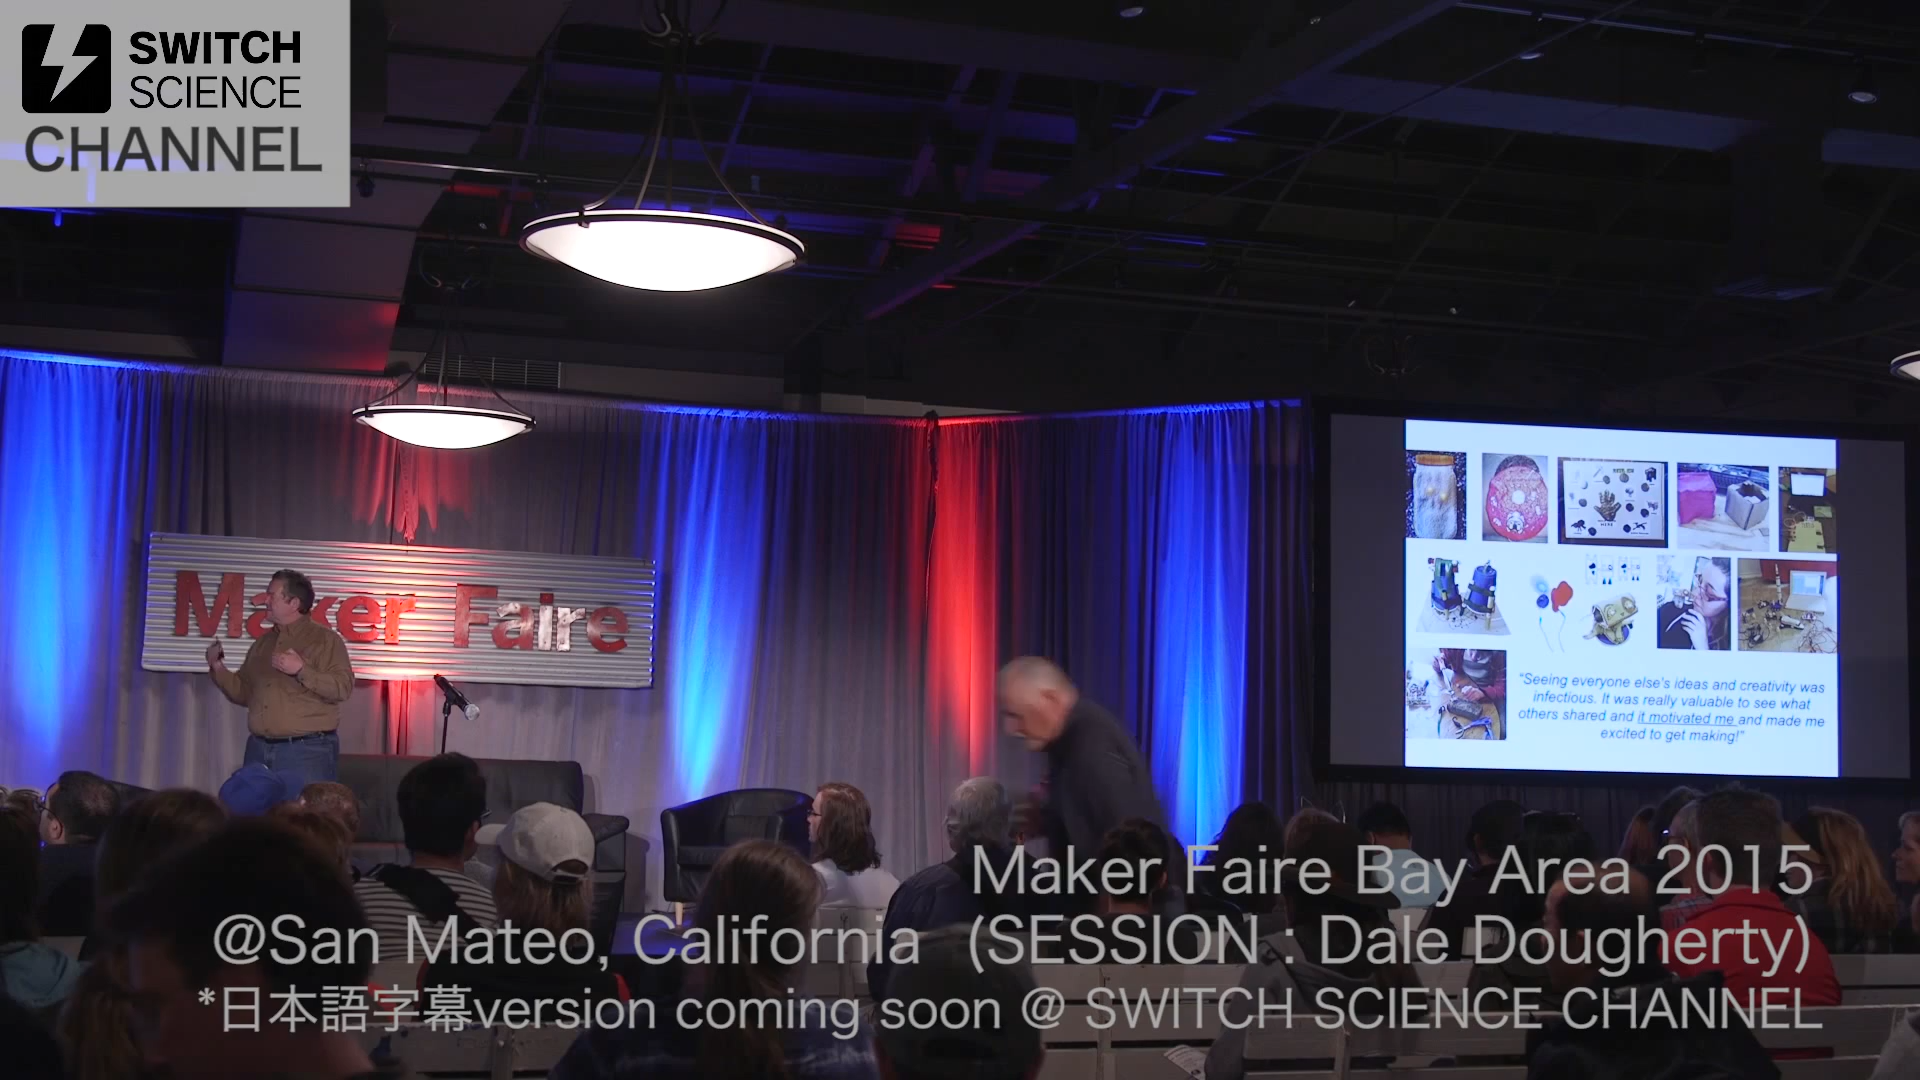 SWITCH
SCIENCE
CHANNEL
Maker Faire
"Seeing everyone else's ideas and creativity was
infectious. It was really valuable to see what
others shared and it motivated me and made me
excited to get making!"
Maker Faire Bay Area 2015
@San Mateo, California (SESSION : Dale Dougherty)
*日本語字幕version coming soon @ SWITCH SCIENCE CHANNEL